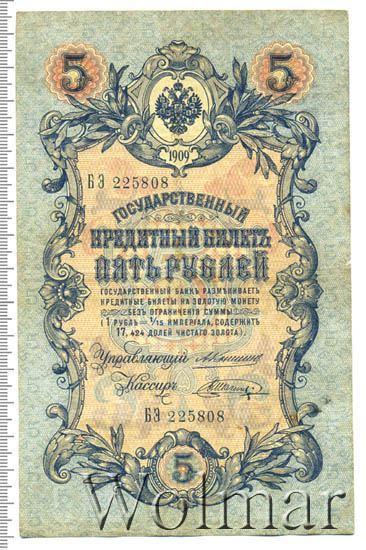 5 5
1909
БЭ 225808
ГОСУДАРСТВЕННЫЙ
КРЕДИТНЫЙ БИЛЕТЪ
ПЯТЬ РУБЛЕЙ
ГОСУДАРСТВЕННЫЙ БАНКЪ РАЗМѢНИВАЕТЪ
КРЕДИТНЫЕ БИЛЕТЫ НА ЗОЛОТУЮ МОНЕТУ
БЕЗЪ ОГРАНИЧЕНІЯ СУММЫ
(1 РУБЛЬ = 1/15 ИМПЕРІАЛА, СОДЕРЖИТЪ
17,424 ДОЛЕЙ ЧИСТАГО ЗОЛОТА).
Управляющій
Кассиръ
БЭ 225808
5
Wolmar